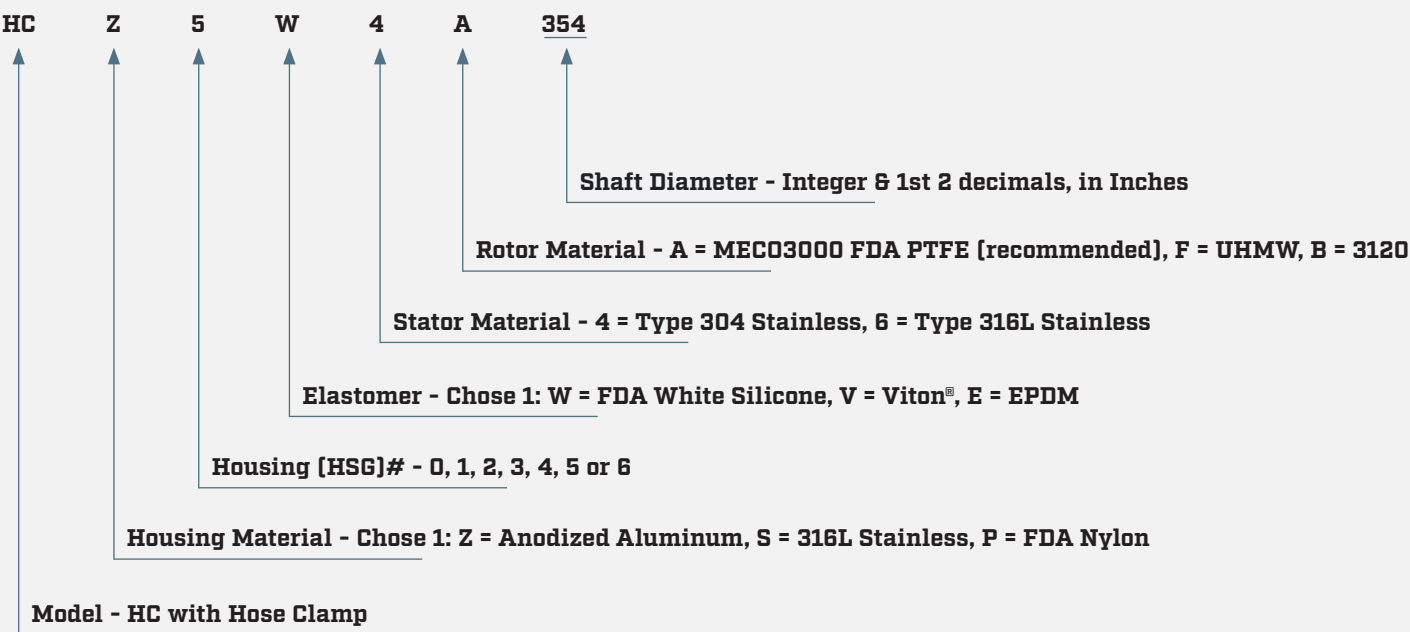 HC Z 5 W 4 A 354
Shaft Diameter - Integer & 1st 2 decimals, in Inches
Rotor Material - A = MECO3000 FDA PTFE (recommended), F = UHMW, B = 3120
Stator Material - 4 = Type 304 Stainless, 6 = Type 316L Stainless
Elastomer - Chose 1: W = FDA White Silicone, V = Viton®, E = EPDM
Housing (HSG)# - 0, 1, 2, 3, 4, 5 or 6
Housing Material - Chose 1: Z = Anodized Aluminum, S = 316L Stainless, P = FDA Nylon
Model - HC with Hose Clamp